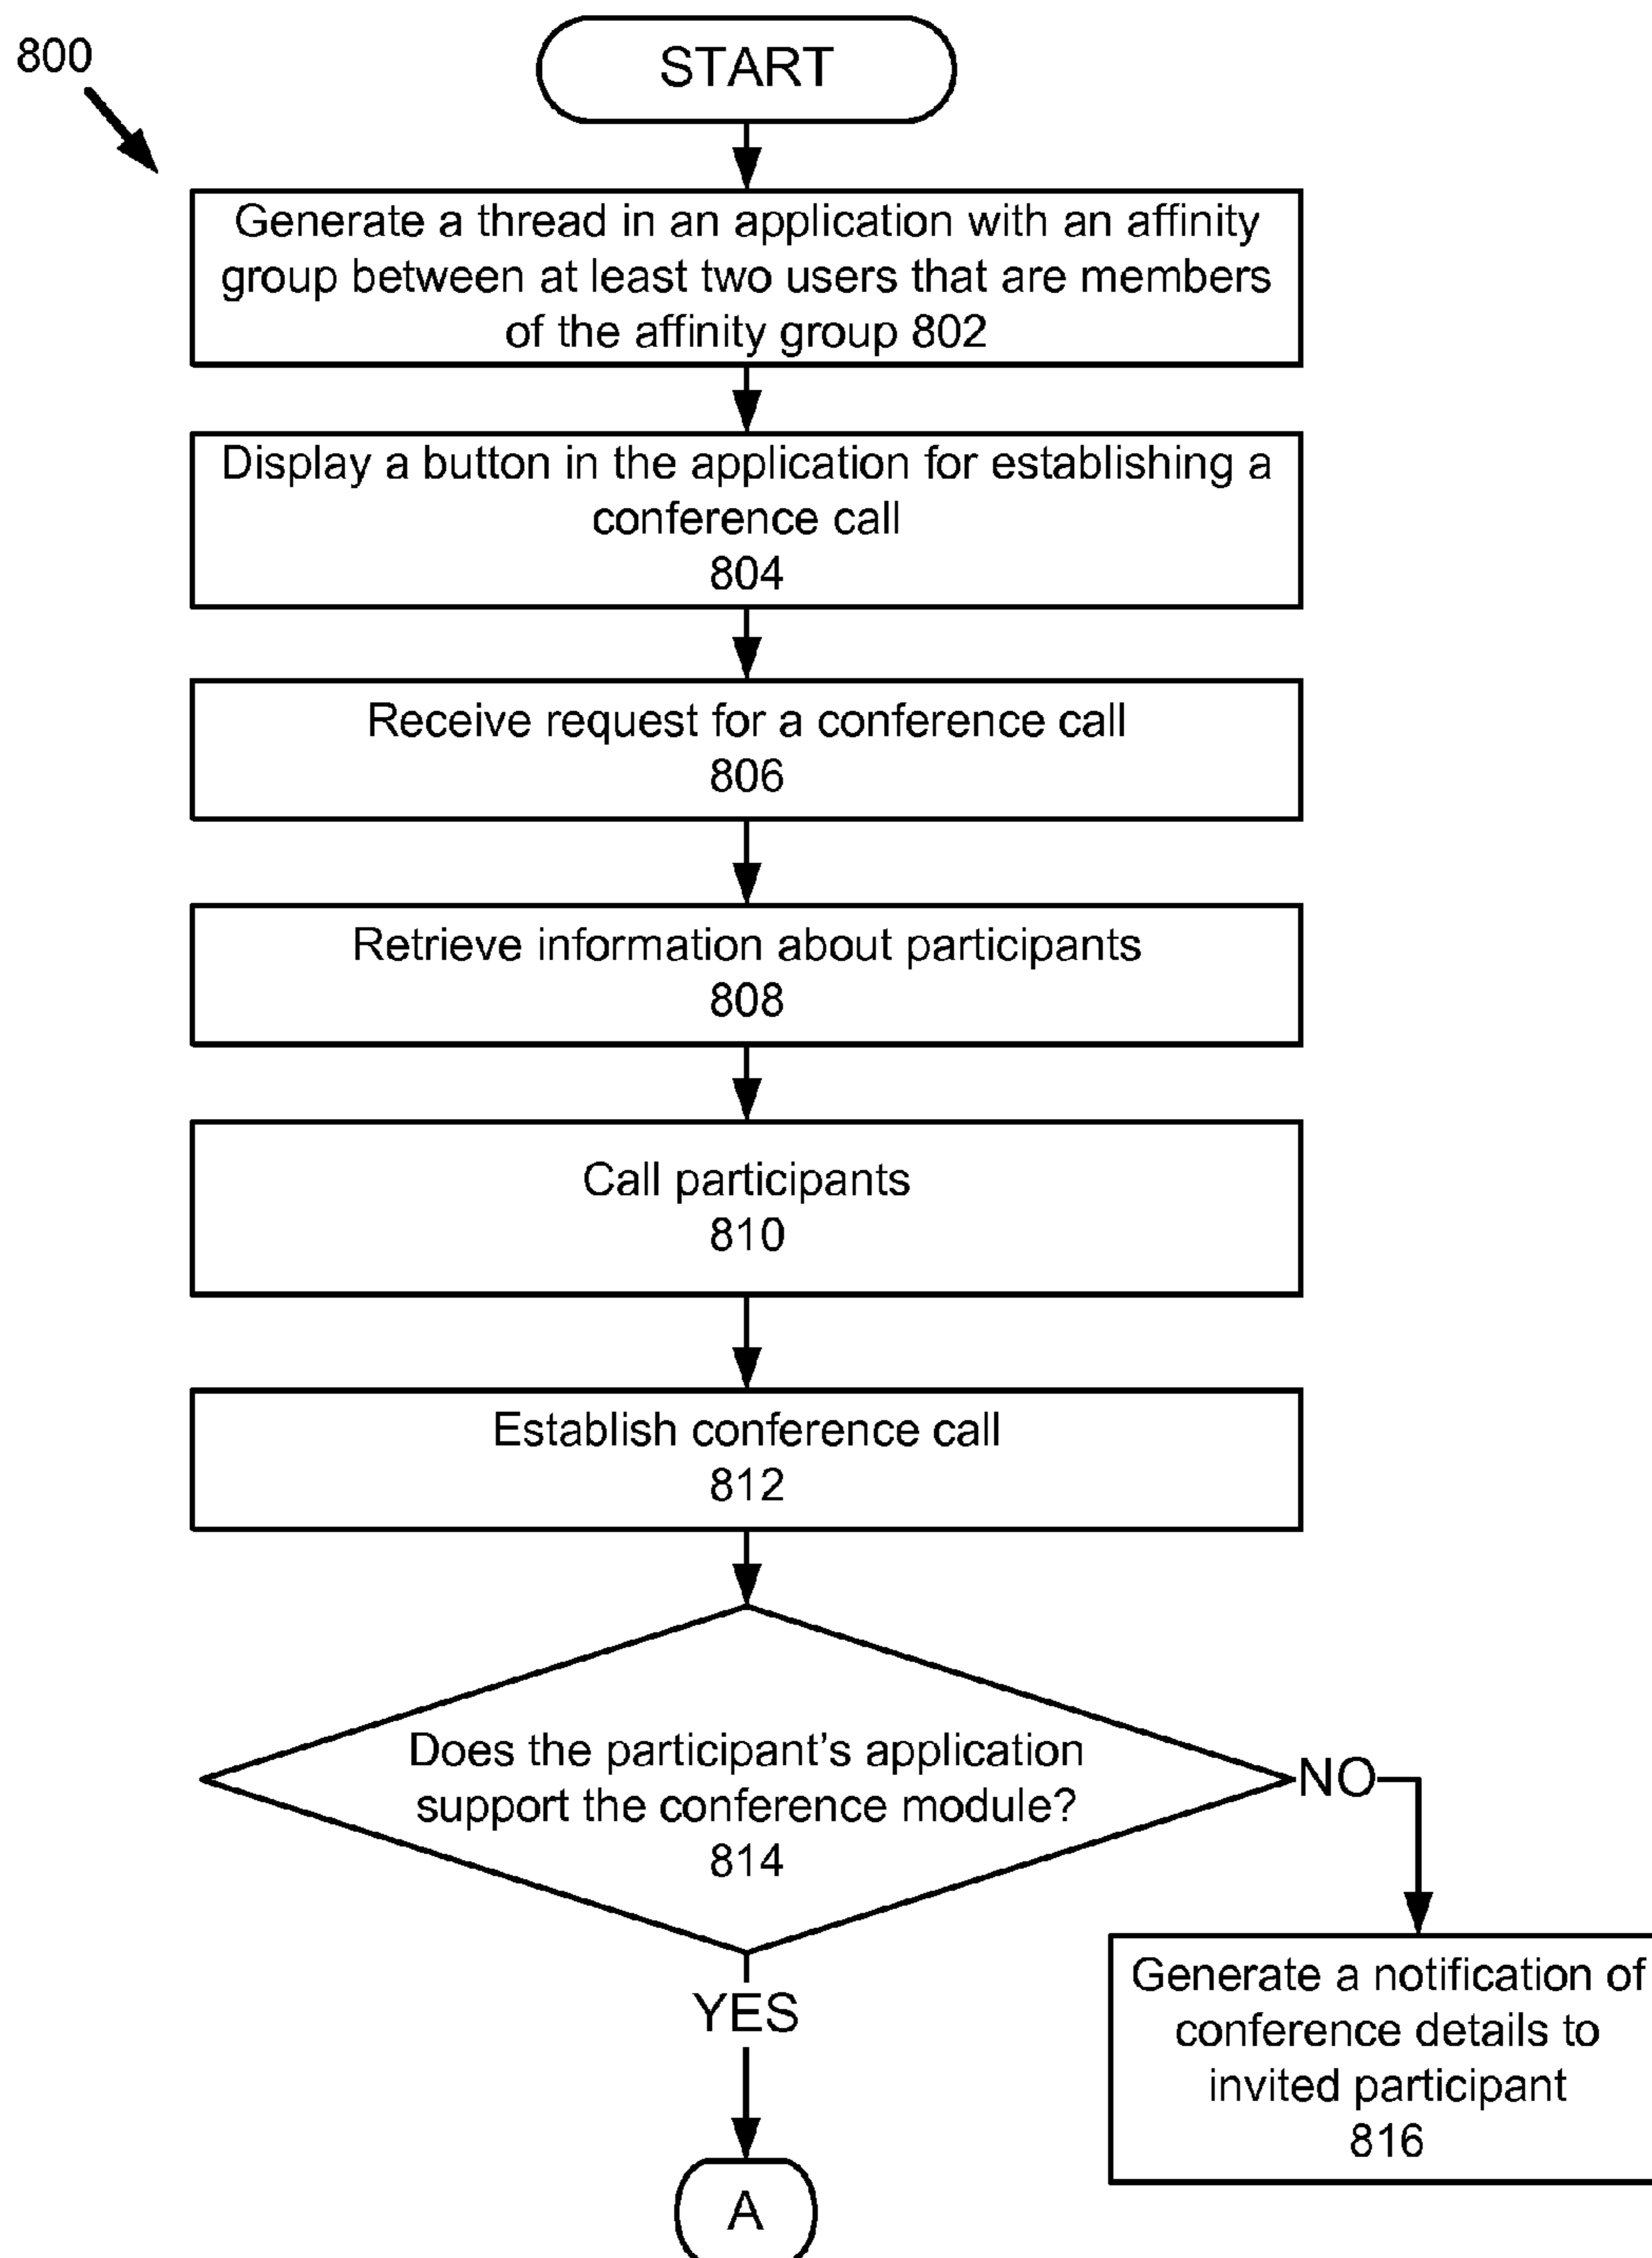 800
START
Generate a thread in an application with an affinity
group between at least two users that are members
of the affinity group 802
Display a button in the application for establishing a
conference call
804
Receive request for a conference call
806
Retrieve information about participants
808
Call participants
810
Establish conference call
812
Does the participant’s application
support the conference module?
814
NO
YES
Generate a notification of
conference details to
invited participant
816
A